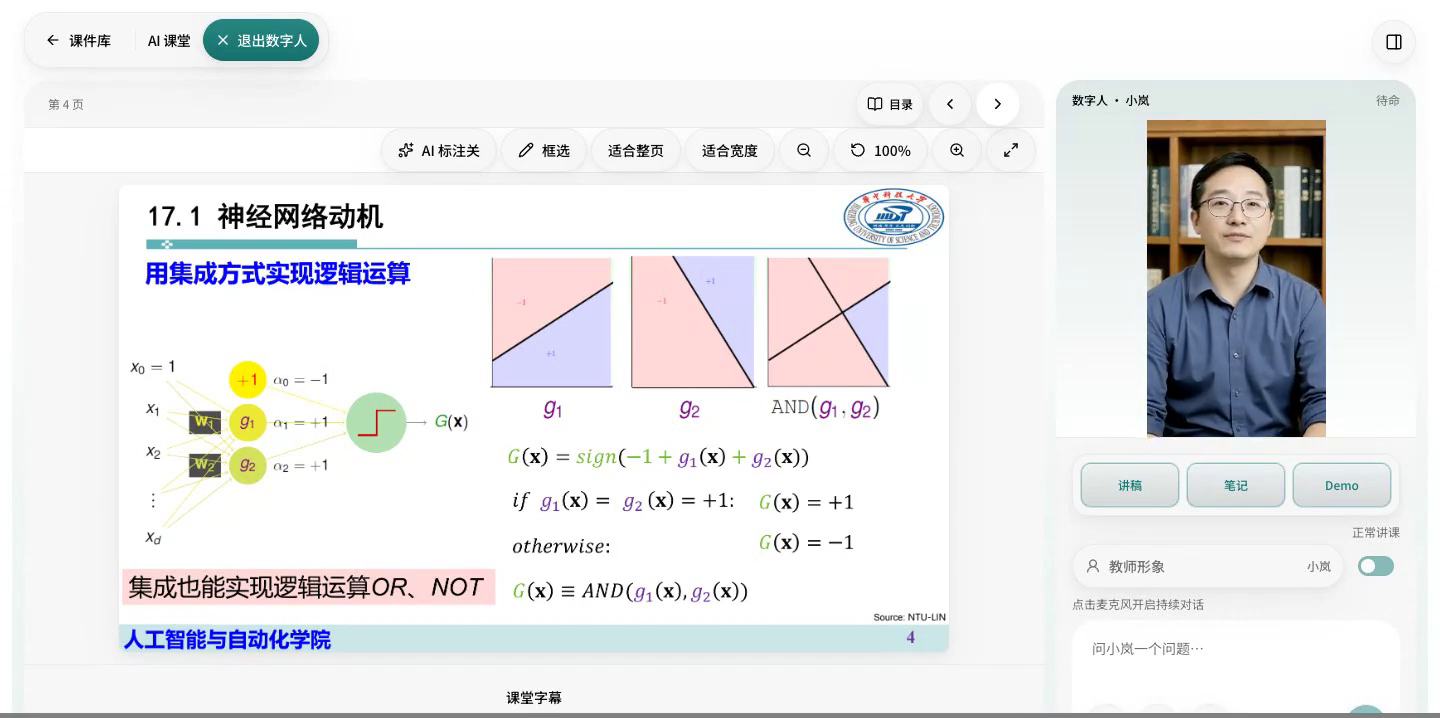 课件库
AI 课堂
退出数字人
第 4 页
目录
AI 标注关
框选
适合整页
适合宽度
100%
17.1 神经网络动机
用集成方式实现逻辑运算
−1
+1
g₁
−1
+1
g₂
AND(g₁, g₂)
x₀ = 1
x₁
x₂
⋮
x_d
w₁
w₂
+1
g₁
g₂
α₀ = −1
α₁ = +1
α₂ = +1
G(x)
G(x) = sign(−1 + g₁(x) + g₂(x))
if g₁(x) = g₂ (x) = +1: G(x) = +1
otherwise: G(x) = −1
G(x) ≡ AND(g₁(x), g₂(x))
集成也能实现逻辑运算OR、NOT
Source: NTU-LIN
人工智能与自动化学院
4
课堂字幕
数字人 · 小岚
待命
讲稿
笔记
Demo
正常讲课
教师形象
小岚
点击麦克风开启持续对话
问小岚一个问题…